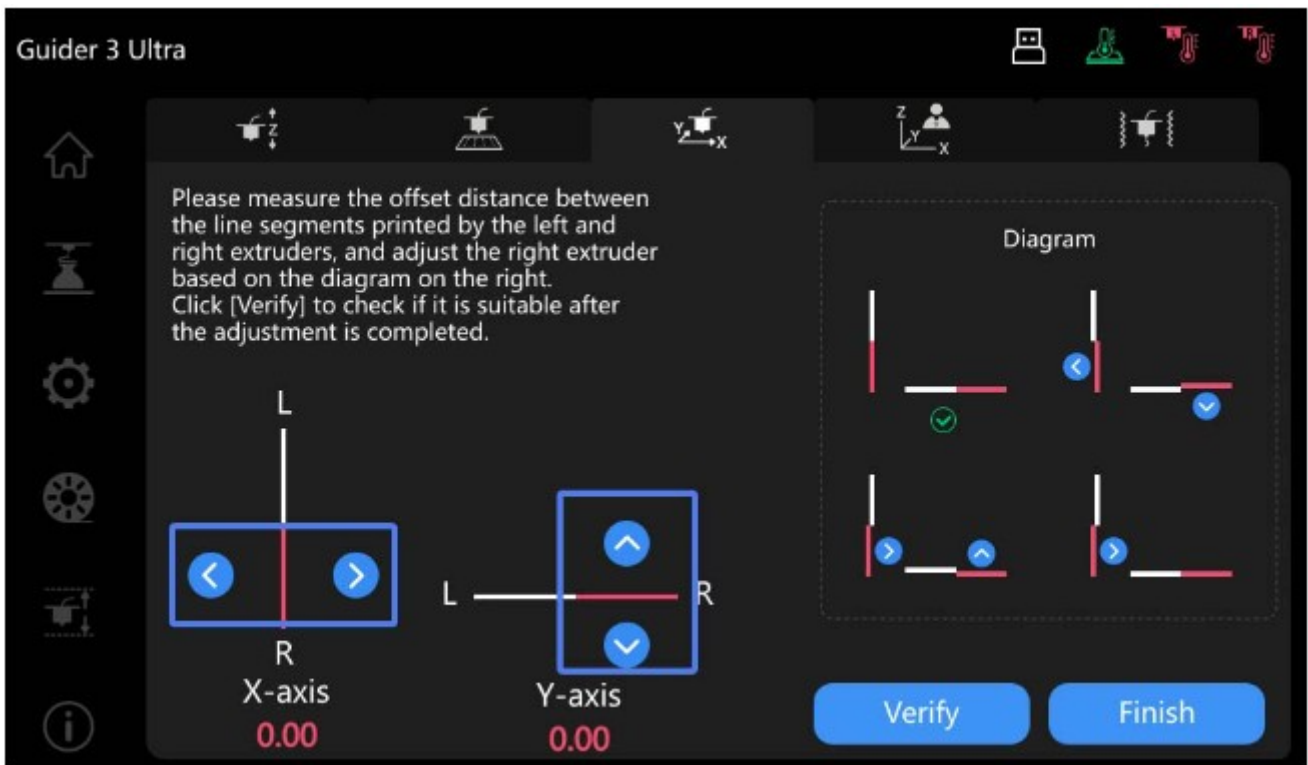 Guider 3 Ultra
L
R
Z
Y
X
Z
Y
X
Please measure the offset distance between
the line segments printed by the left and
right extruders, and adjust the right extruder
based on the diagram on the right.
Click [Verify] to check if it is suitable after
the adjustment is completed.
Diagram
L
R
X-axis
0.00
L
R
Y-axis
0.00
Verify
Finish